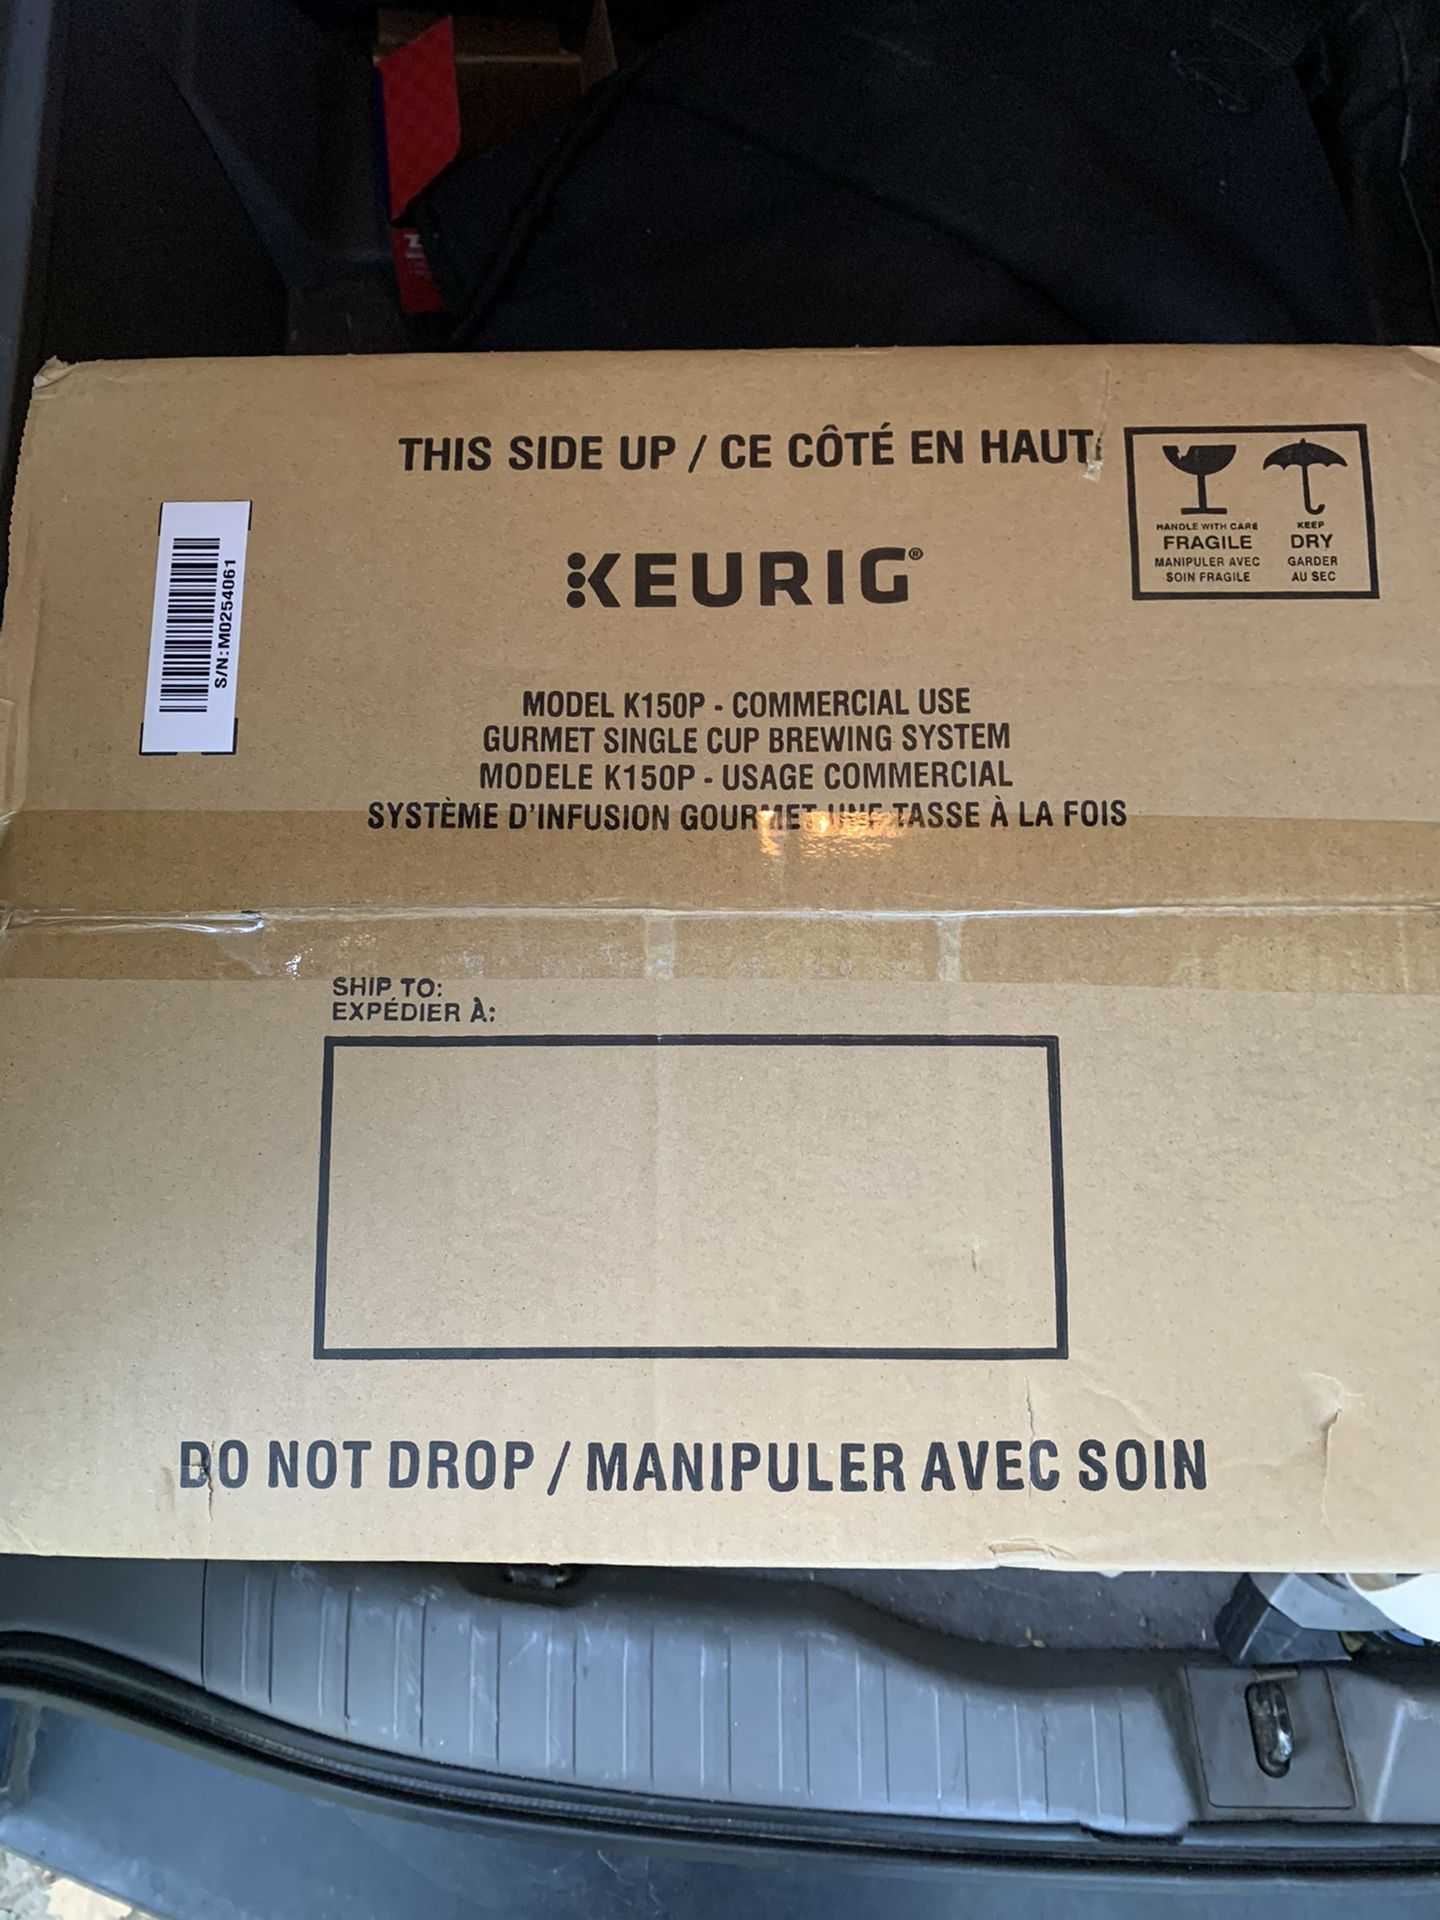 THIS SIDE UP / CE CÔTÉ EN HAUT
HANDLE WITH CARE
FRAGILE
MANIPULER AVEC
SOIN FRAGILE
KEEP
DRY
GARDER
AU SEC
KEURIG®
S/N:M0254061
MODEL K150P - COMMERCIAL USE
GURMET SINGLE CUP BREWING SYSTEM
MODELE K150P - USAGE COMMERCIAL
SYSTÈME D'INFUSION GOURMET UNE TASSE À LA FOIS
SHIP TO:
EXPÉDIER À:
DO NOT DROP / MANIPULER AVEC SOIN